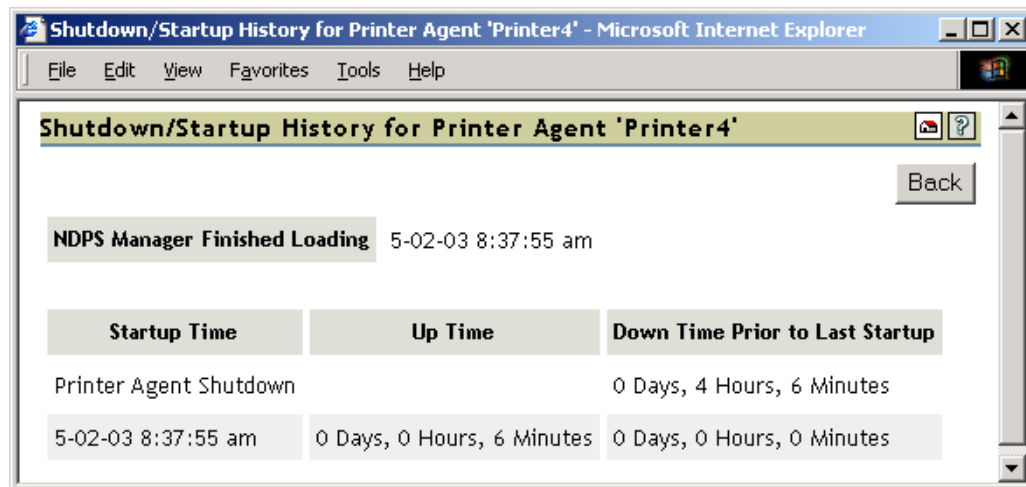 Shutdown/Startup History for Printer Agent 'Printer4' - Microsoft Internet Explorer
File Edit View Favorites Tools Help
Shutdown/Startup History for Printer Agent 'Printer4'
Back
NDPS Manager Finished Loading 5-02-03 8:37:55 am
Startup Time Up Time Down Time Prior to Last Startup
Printer Agent Shutdown 0 Days, 4 Hours, 6 Minutes
5-02-03 8:37:55 am 0 Days, 0 Hours, 6 Minutes 0 Days, 0 Hours, 0 Minutes